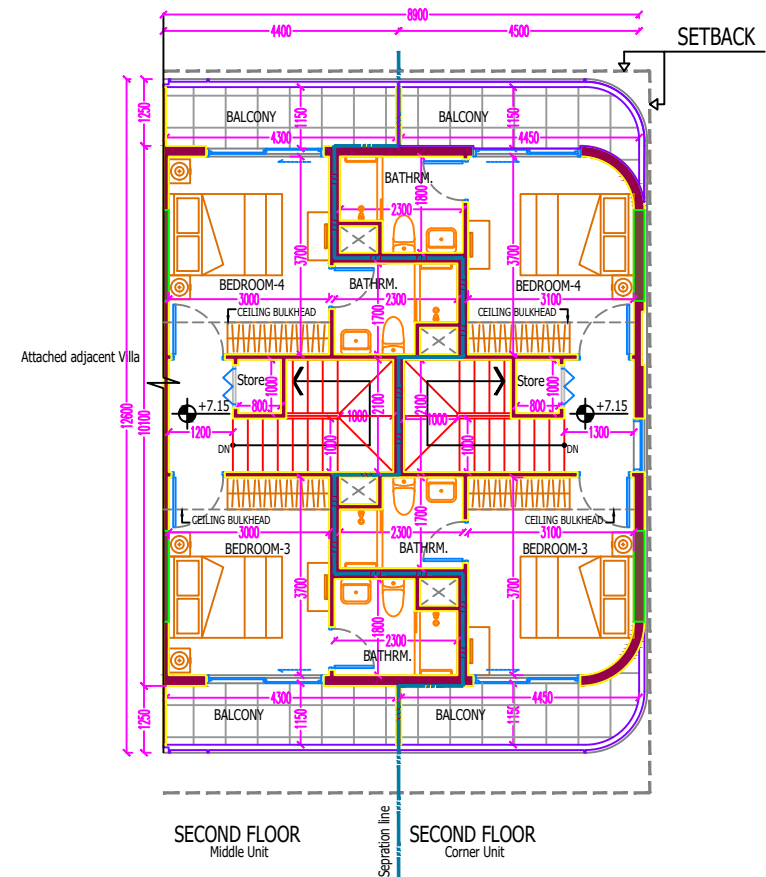 8900
4400
4500
SETBACK
1250
BALCONY
1150
BALCONY
1150
4300
4450
BATHRM.
1800
2300
3700
3700
BEDROOM-4
BATHRM.
BEDROOM-4
3000
2300
3100
CEILING BULKHEAD
1700
CEILING BULKHEAD
Attached adjacent Villa
12600
10100
Store
1000
800
2100
2100
1000
Store
800
+7.15
+7.15
1000
1000
1200
1300
DN
1000
1000
DN
CEILING BULKHEAD
1700
CEILING BULKHEAD
3000
2300
3100
BEDROOM-3
BATHRM.
BEDROOM-3
3700
3700
1800
2300
BATHRM.
4300
4450
1250
BALCONY
1150
BALCONY
1150
SECOND FLOOR
Middle Unit
Sepration line
SECOND FLOOR
Corner Unit